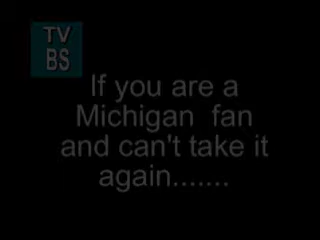 TV
BS
If you are a
Michigan fan
and can't take it
again.......